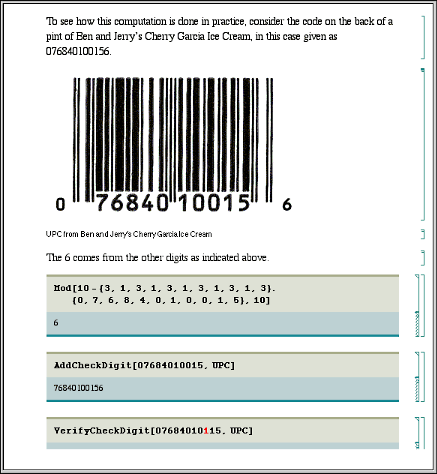 To see how this computation is done in practice, consider the code on the back of a
pint of Ben and Jerry's Cherry Garcia Ice Cream, in this case given as
076840100156.
0 76840 10015 6
UPC from Ben and Jerry's Cherry Garcia Ice Cream
The 6 comes from the other digits as indicated above.
Mod[10-{3, 1, 3, 1, 3, 1, 3, 1, 3, 1, 3}.
{0, 7, 6, 8, 4, 0, 1, 0, 0, 1, 5}, 10]
6
AddCheckDigit[07684010015, UPC]
76840100156
VerifyCheckDigit[07684010115, UPC]